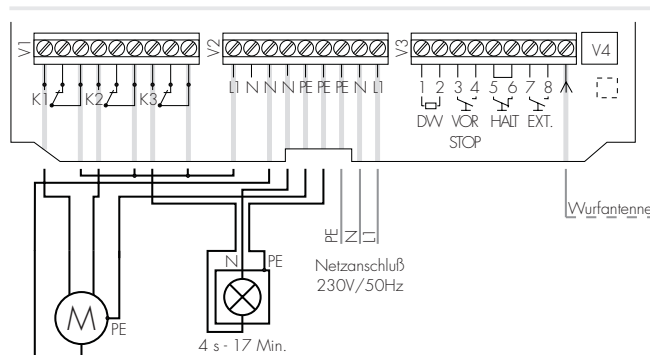 V1 V2 V3 V4
K1 K2 K3 L1 N N N PE PE PE N L1
1 2 3 4 5 6 7 8
DW VOR HALT EXT.
STOP
Wurfantenne
PE N L1
N PE
Netzanschluß
230V/50Hz
M PE
4 s - 17 Min.